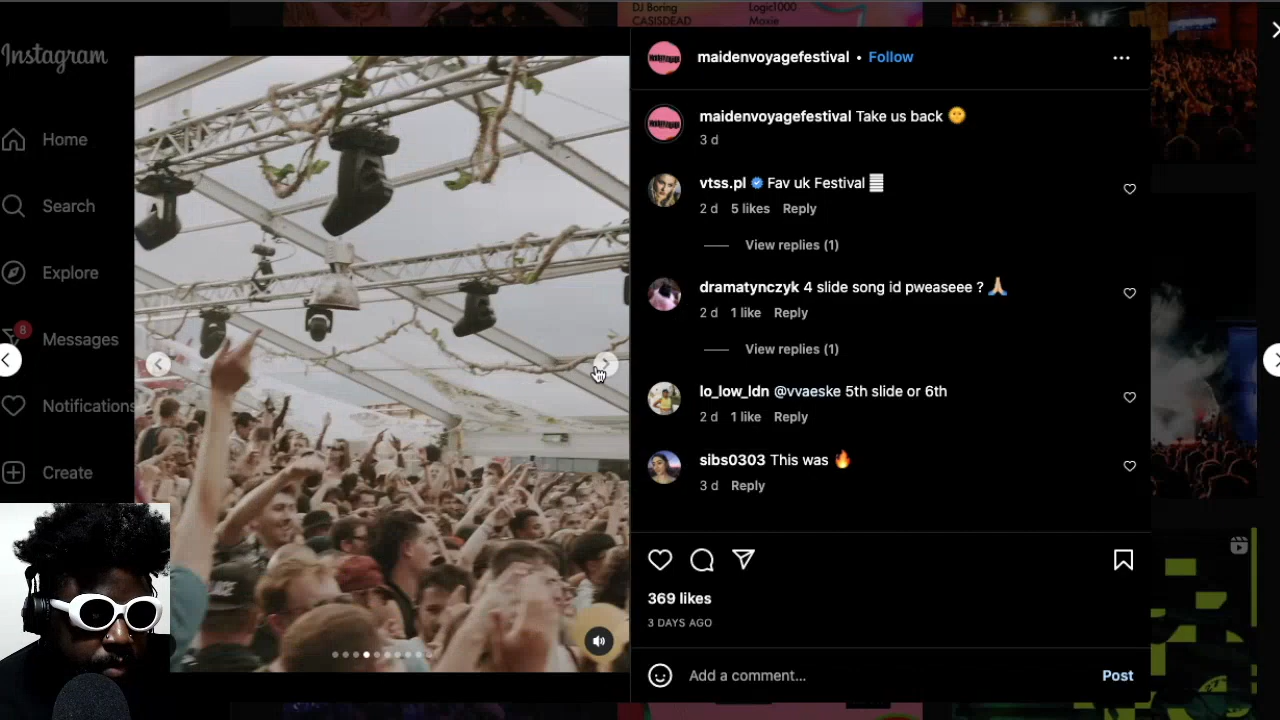 DJ Boring
CASISDEAD
Logic1000
Moxie
Instagram
Home
Search
Explore
8
Messages
Notifications
Create
maidenvoyagefestival • Follow
maidenvoyagefestival Take us back 🌞
3 d
vtss.pl Fav uk Festival
2 d 5 likes Reply
View replies (1)
dramatynczyk 4 slide song id pweaseee ? 🙏🏼
2 d 1 like Reply
View replies (1)
lo_low_ldn @vvaeske 5th slide or 6th
2 d 1 like Reply
sibs0303 This was 🔥
3 d Reply
369 likes
3 DAYS AGO
Add a comment...
Post